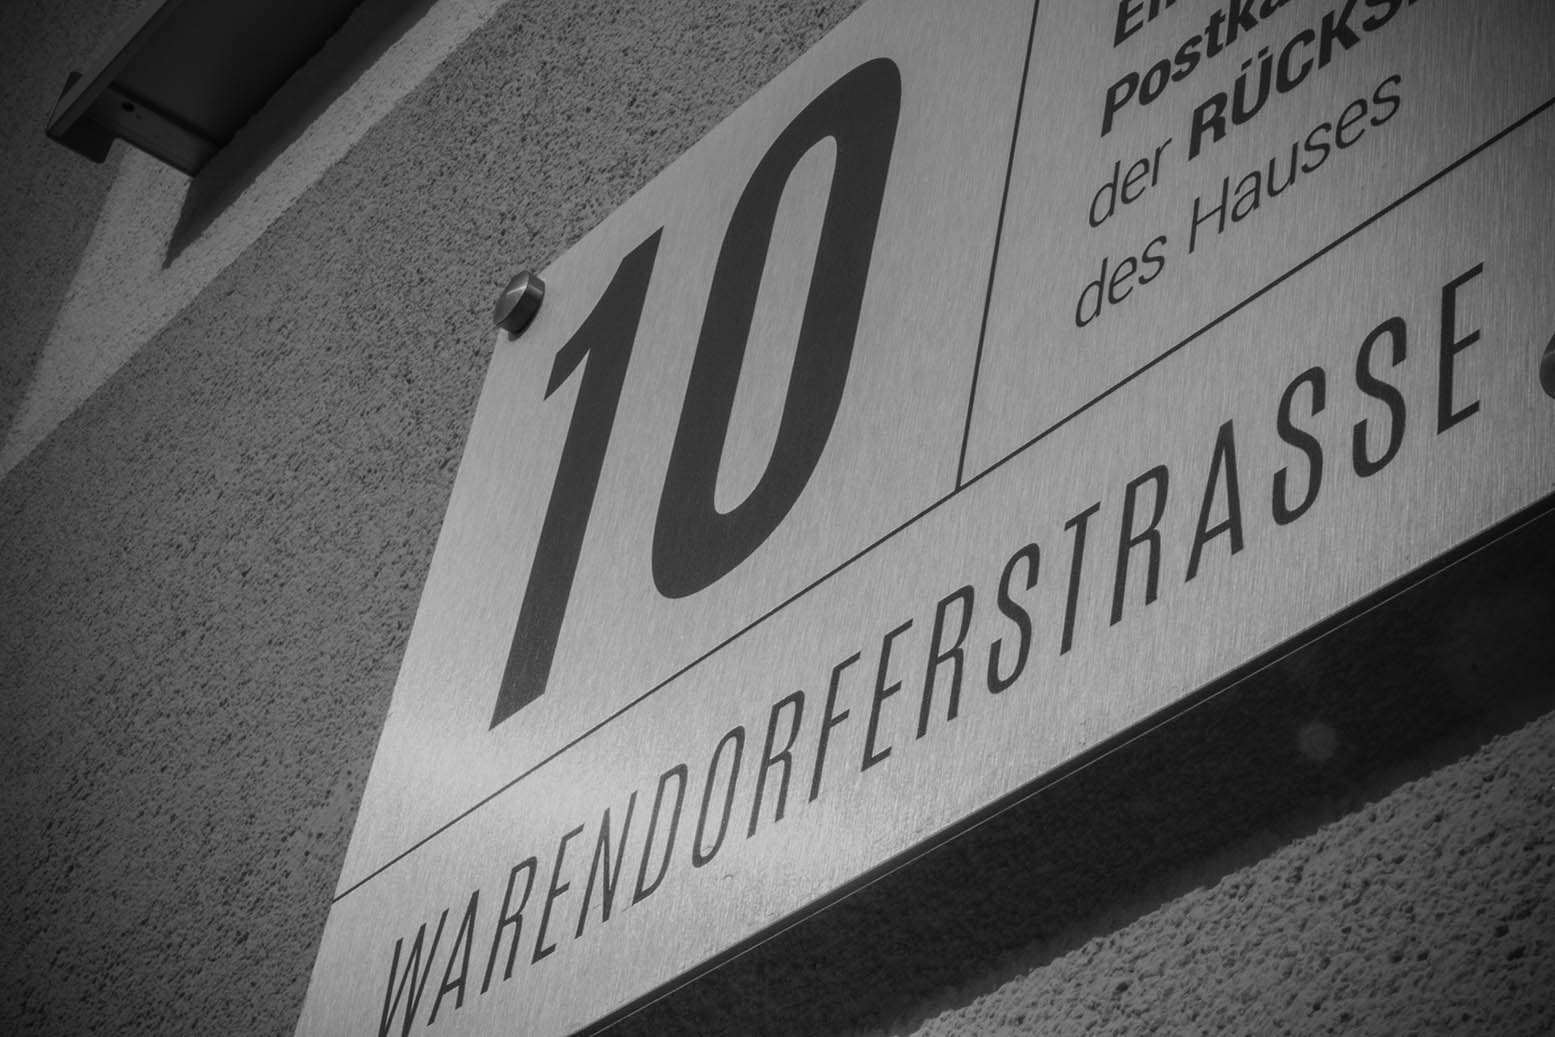 10
Postka
der RÜCKS
des Hauses
WARENDORFERSTRASSE